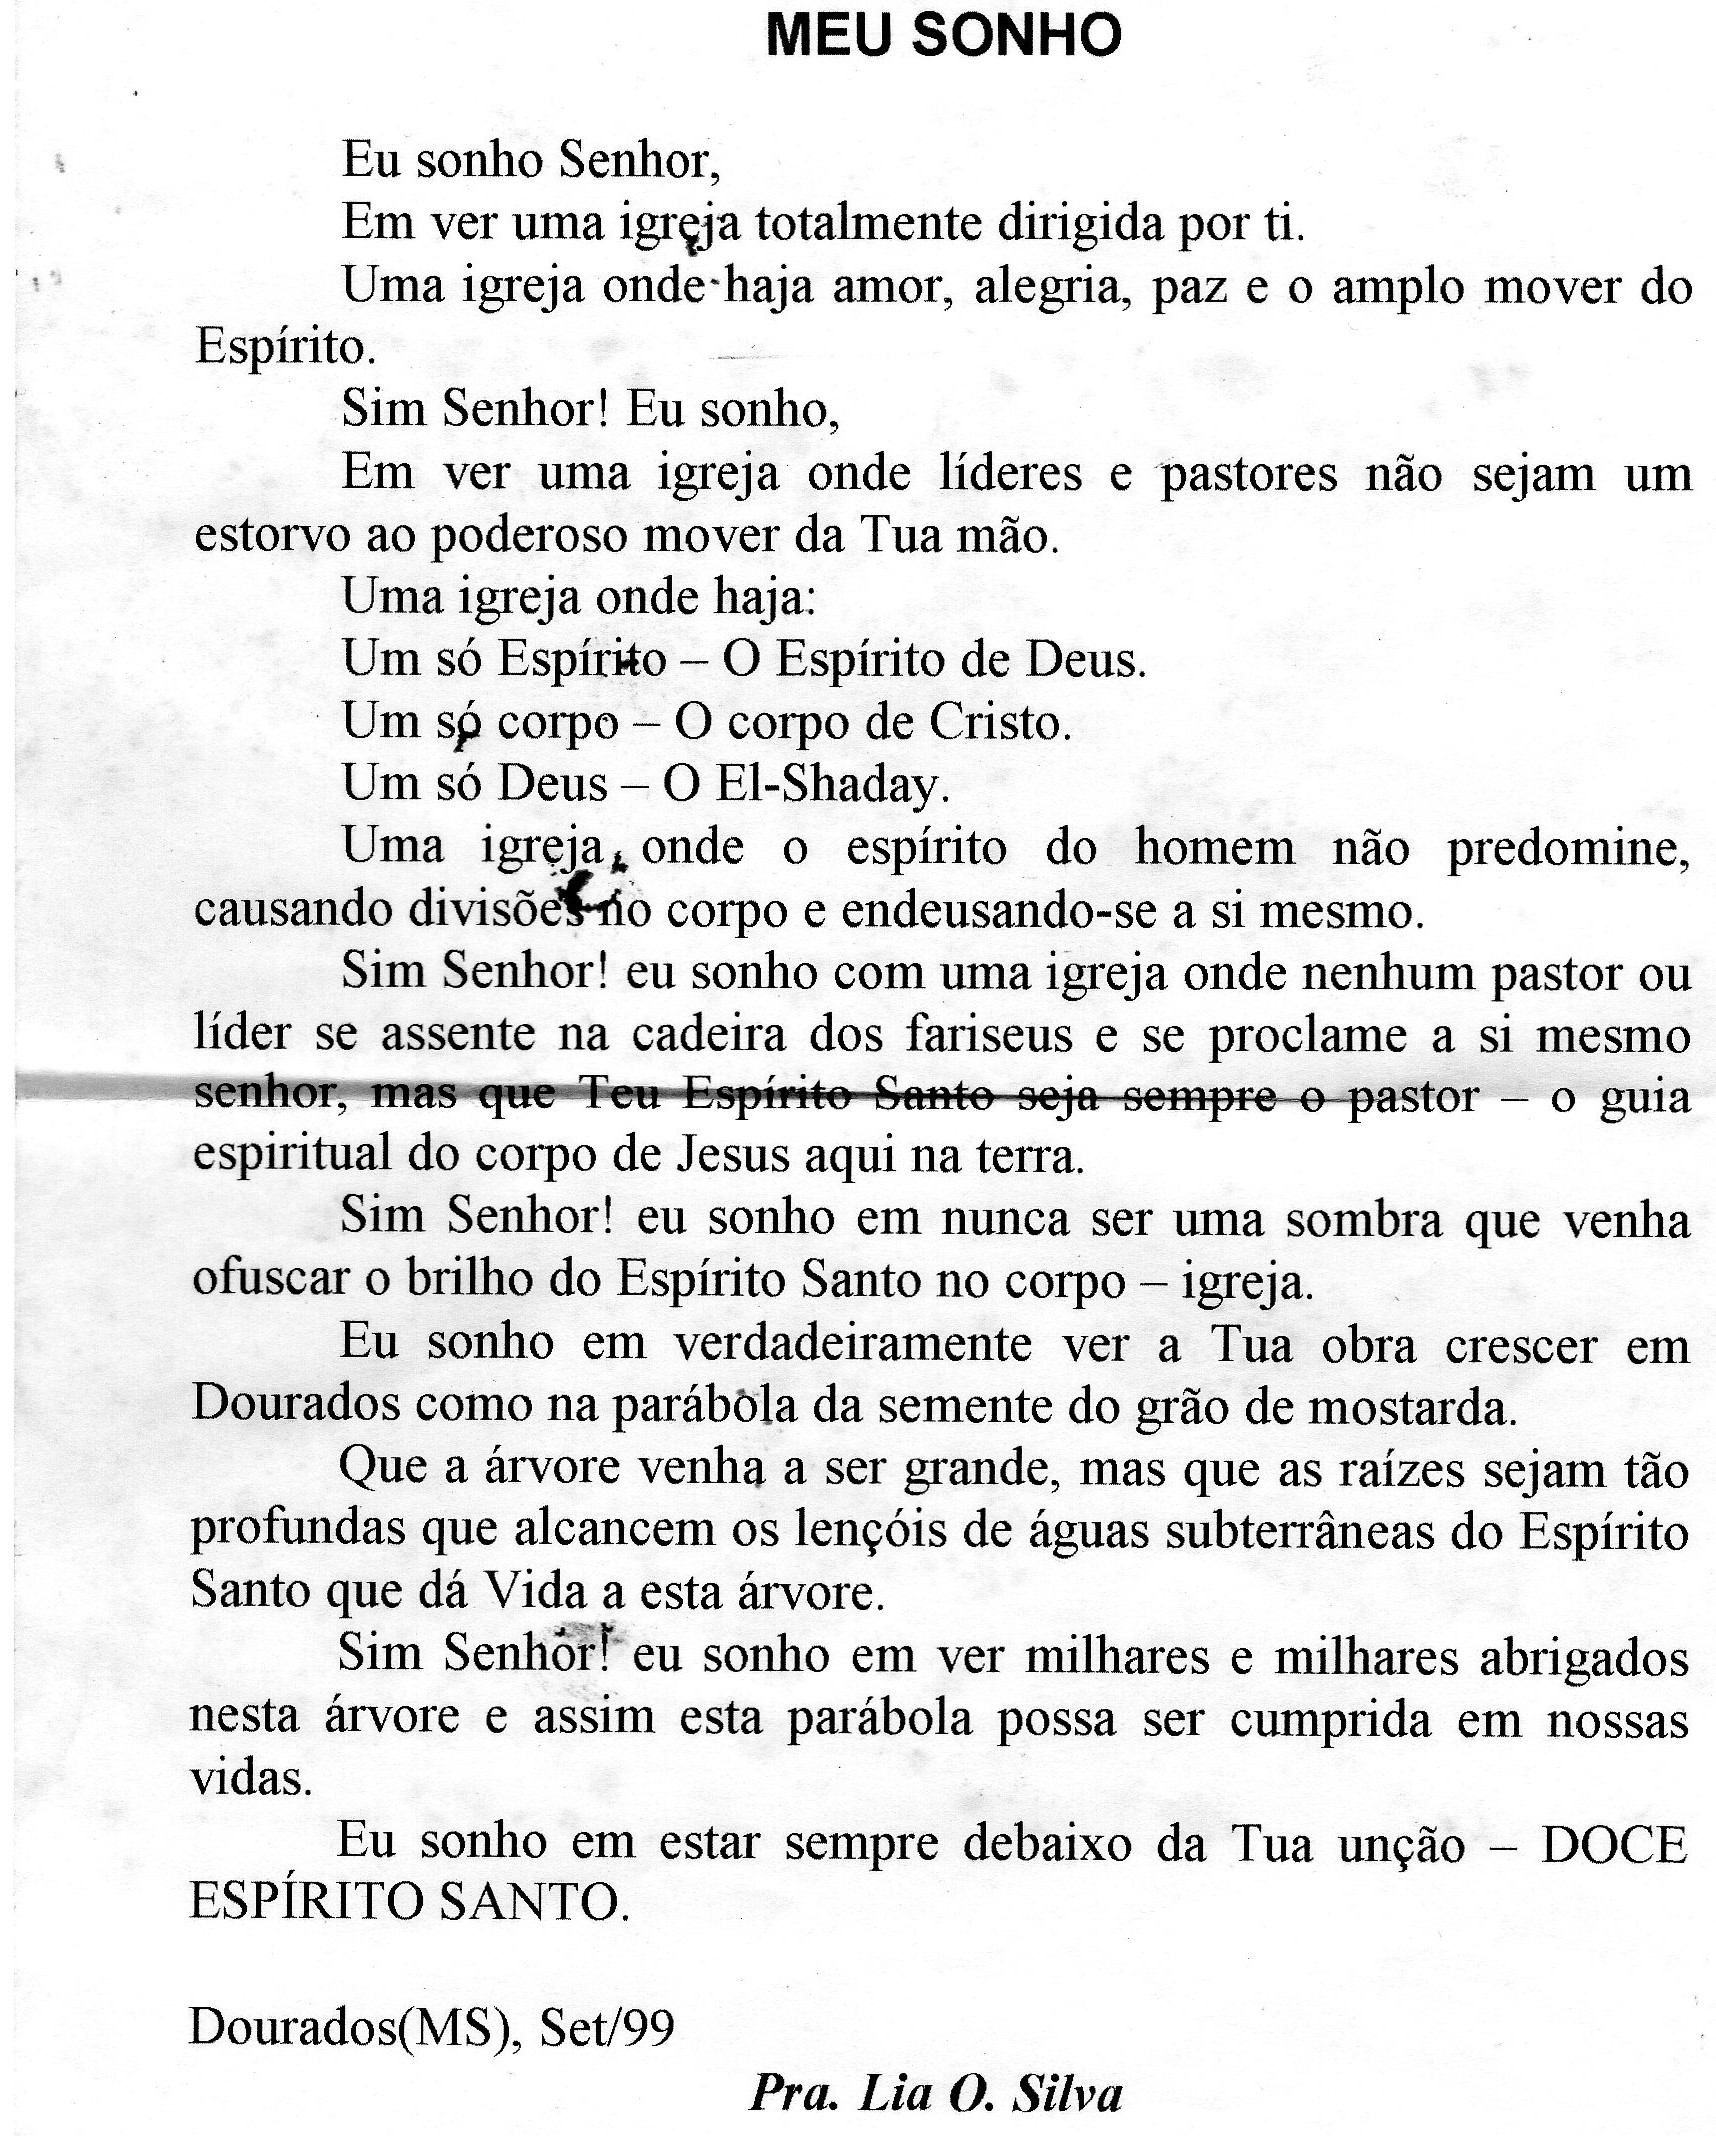 MEU SONHO
Eu sonho Senhor,
Em ver uma igreja totalmente dirigida por ti.
Uma igreja onde haja amor, alegria, paz e o amplo mover do
Espírito.
Sim Senhor! Eu sonho,
Em ver uma igreja onde líderes e pastores não sejam um
estorvo ao poderoso mover da Tua mão.
Uma igreja onde haja:
Um só Espírito – O Espírito de Deus.
Um só corpo – O corpo de Cristo.
Um só Deus – O El-Shaday.
Uma igreja, onde o espírito do homem não predomine,
causando divisões no corpo e endeusando-se a si mesmo.
Sim Senhor! eu sonho com uma igreja onde nenhum pastor ou
líder se assente na cadeira dos fariseus e se proclame a si mesmo
senhor, mas que Teu Espírito Santo seja sempre o pastor – o guia
espiritual do corpo de Jesus aqui na terra.
Sim Senhor! eu sonho em nunca ser uma sombra que venha
ofuscar o brilho do Espírito Santo no corpo – igreja.
Eu sonho em verdadeiramente ver a Tua obra crescer em
Dourados como na parábola da semente do grão de mostarda.
Que a árvore venha a ser grande, mas que as raízes sejam tão
profundas que alcancem os lençóis de águas subterrâneas do Espírito
Santo que dá Vida a esta árvore.
Sim Senhor! eu sonho em ver milhares e milhares abrigados
nesta árvore e assim esta parábola possa ser cumprida em nossas
vidas.
Eu sonho em estar sempre debaixo da Tua unção – DOCE
ESPÍRITO SANTO.
Dourados(MS), Set/99
Pra. Lia O. Silva